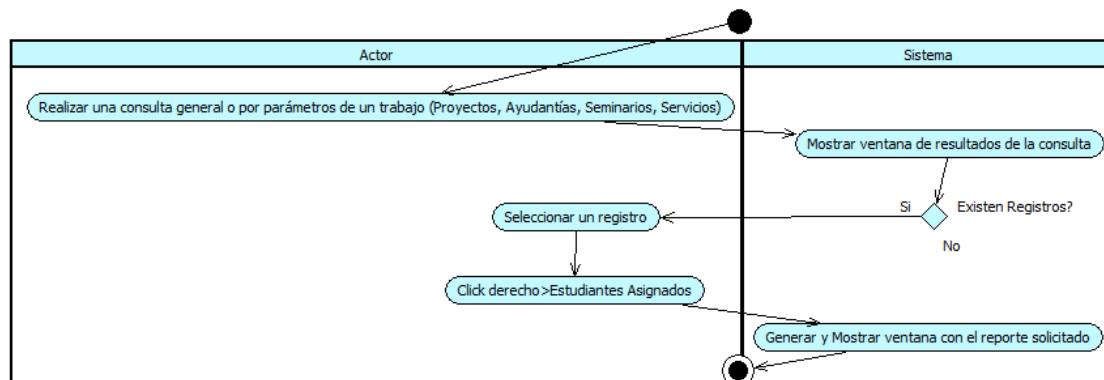 Actor
Sistema
Realizar una consulta general o por parámetros de un trabajo (Proyectos, Ayudantías, Seminarios, Servicios)
Mostrar ventana de resultados de la consulta
Si
Existen Registros?
Seleccionar un registro
No
Click derecho>Estudiantes Asignados
Generar y Mostrar ventana con el reporte solicitado